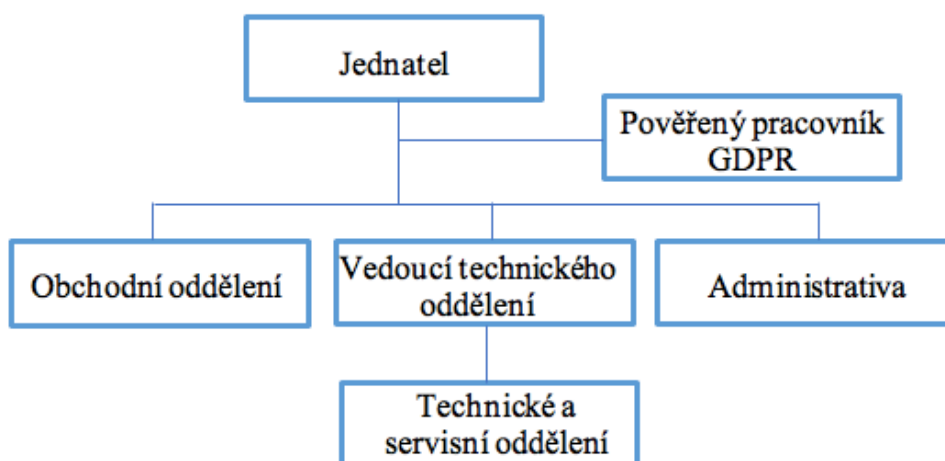 Jednatel
Pověřený pracovník
GDPR
Obchodní oddělení
Vedoucí technického
oddělení
Administrativa
Technické a
servisní oddělení